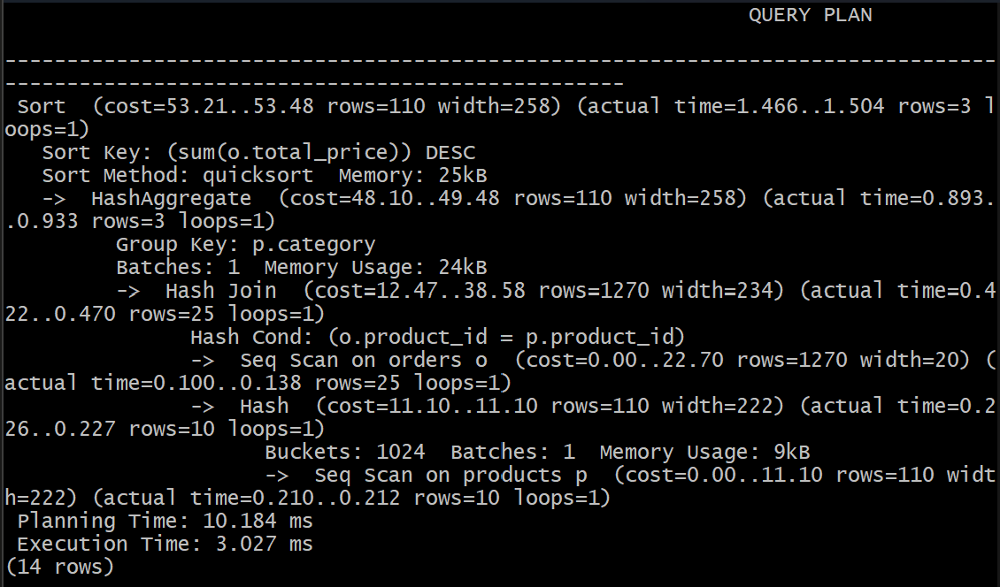 QUERY PLAN
--------------------------------------------------------------------------------
--------------------------------------------------
Sort  (cost=53.21..53.48 rows=110 width=258) (actual time=1.466..1.504 rows=3 l
oops=1)
Sort Key: (sum(o.total_price)) DESC
Sort Method: quicksort  Memory: 25kB
->  HashAggregate  (cost=48.10..49.48 rows=110 width=258) (actual time=0.893.
.0.933 rows=3 loops=1)
Group Key: p.category
Batches: 1  Memory Usage: 24kB
->  Hash Join  (cost=12.47..38.58 rows=1270 width=234) (actual time=0.4
22..0.470 rows=25 loops=1)
Hash Cond: (o.product_id = p.product_id)
->  Seq Scan on orders o  (cost=0.00..22.70 rows=1270 width=20) (
actual time=0.100..0.138 rows=25 loops=1)
->  Hash  (cost=11.10..11.10 rows=110 width=222) (actual time=0.2
26..0.227 rows=10 loops=1)
Buckets: 1024  Batches: 1  Memory Usage: 9kB
->  Seq Scan on products p  (cost=0.00..11.10 rows=110 widt
h=222) (actual time=0.210..0.212 rows=10 loops=1)
Planning Time: 10.184 ms
Execution Time: 3.027 ms
(14 rows)